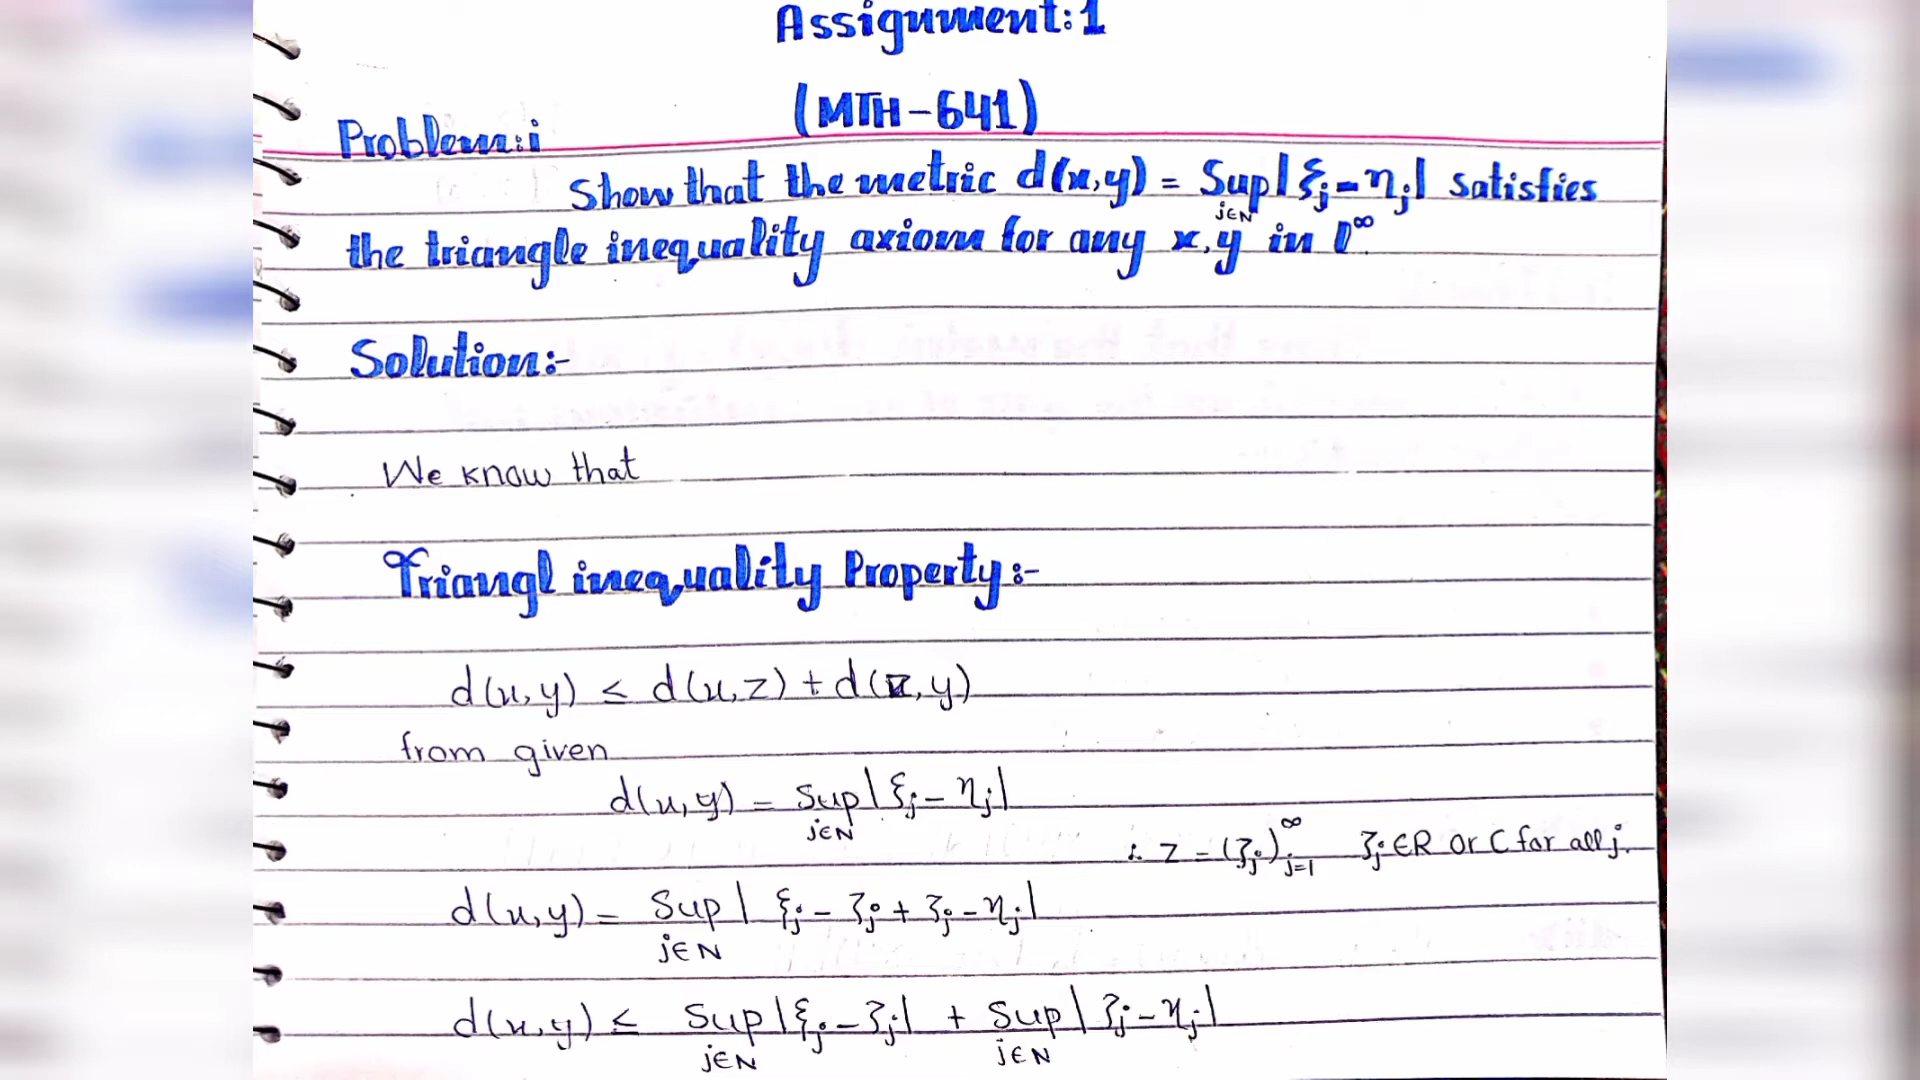 Assignment:1
(MTH-641)
Problem:i
Show that the metric d(x,y) = Sup|ξj-ηj| satisfies
j∈N
the triangle inequality axiom for any x,y in l^∞.
Solution:-
We know that
Triangl inequality Property:-
d(x,y) ≤ d(x,z) + d(z,y)
from given
d(x,y) = Sup|ξj - ηj|
j∈N
∴ z = (ζj)^∞_j=1 ζj∈R or C for all j.
d(x,y) = Sup| ξj - ζj + ζj - ηj|
j∈N
d(x,y) ≤ Sup|ξj - ζj| + Sup|ζj - ηj|
j∈N j∈N